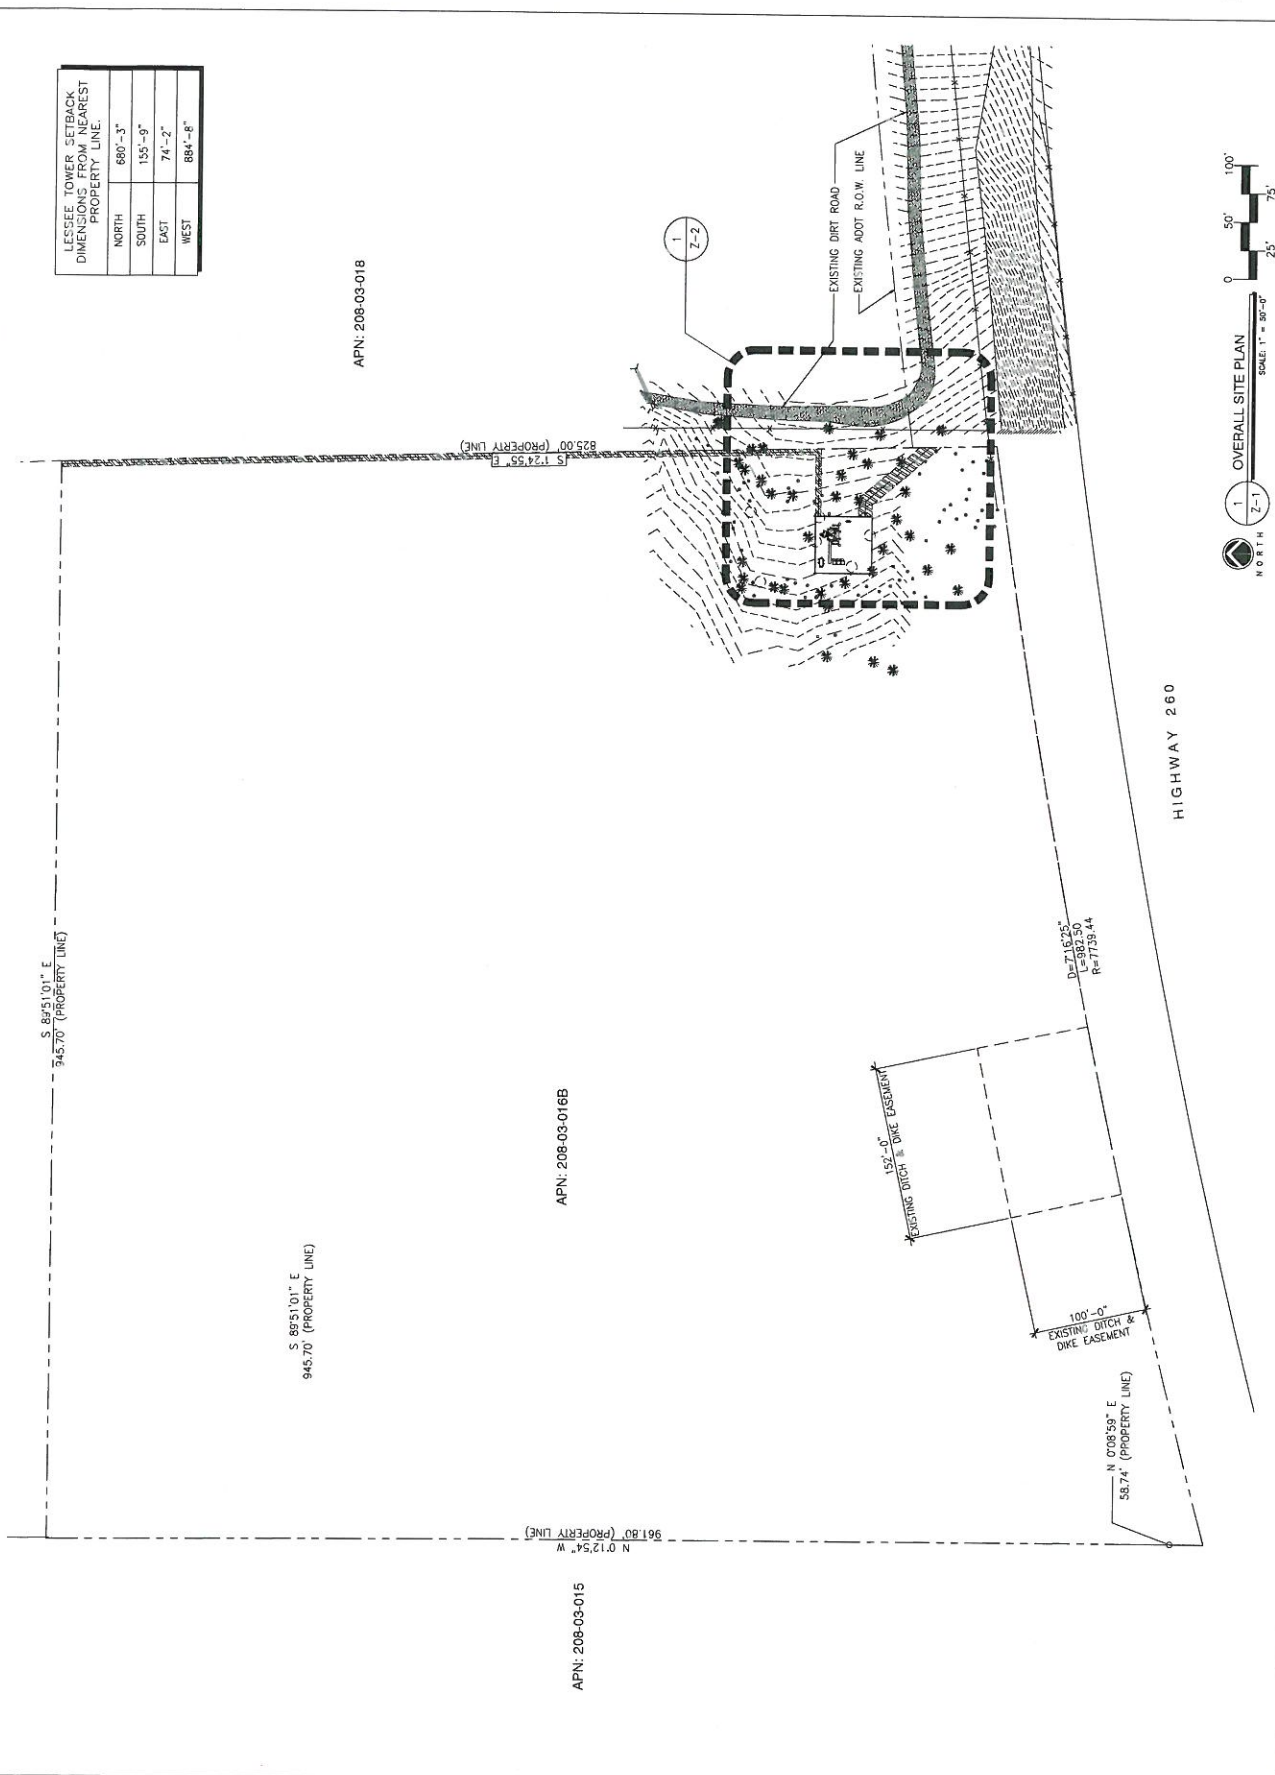 LESSEE TOWER SETBACK
DIMENSIONS FROM NEAREST
PROPERTY LINE.
NORTH 680'-3"
SOUTH 155'-9"
EAST 74'-2"
WEST 884'-8"
S 89°51'01" E
945.70' (PROPERTY LINE)
APN: 208-03-018
S 89°51'01" E
945.70' (PROPERTY LINE)
S 1°24'55" E
825.00' (PROPERTY LINE)
APN: 208-03-016B
N 0°12'54" W
961.80' (PROPERTY LINE)
APN: 208-03-015
1
Z-2
EXISTING DIRT ROAD
EXISTING ADOT R.O.W. LINE
152'-0"
EXISTING DITCH & DIKE EASEMENT
100'-0"
EXISTING DITCH &
DIKE EASEMENT
D=7°16'25"
L=982.50
R=7739.44
N 0°08'59" E
58.74' (PROPERTY LINE)
HIGHWAY 260
NORTH
1
Z-1
OVERALL SITE PLAN
SCALE: 1" = 50'-0"
0 50' 100'
25' 75'